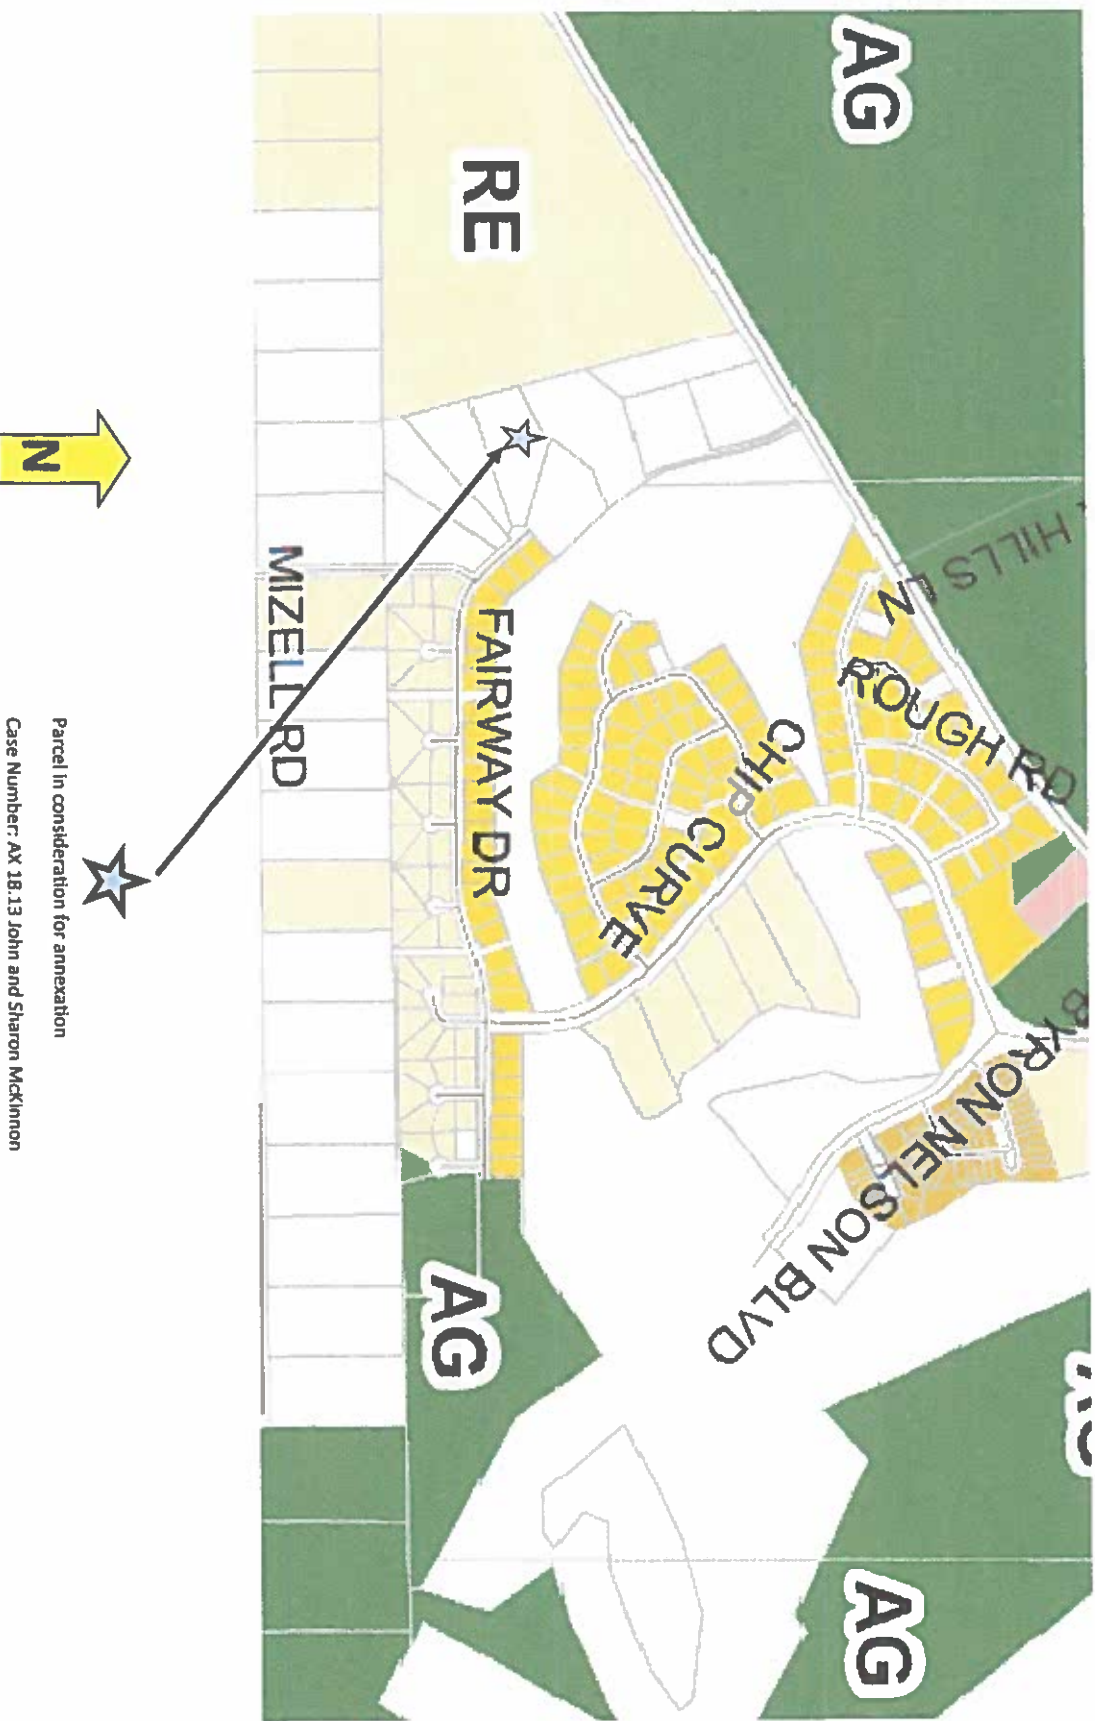 AG
HILLS
BYRON NELSON BLVD
AG
N ROUGH RD
CHIP CURVE
RE
FAIRWAY DR
AG
MIZELL RD
N
Parcel in consideration for annexation
Case Number: AX 18.13 John and Sharon McKinnon